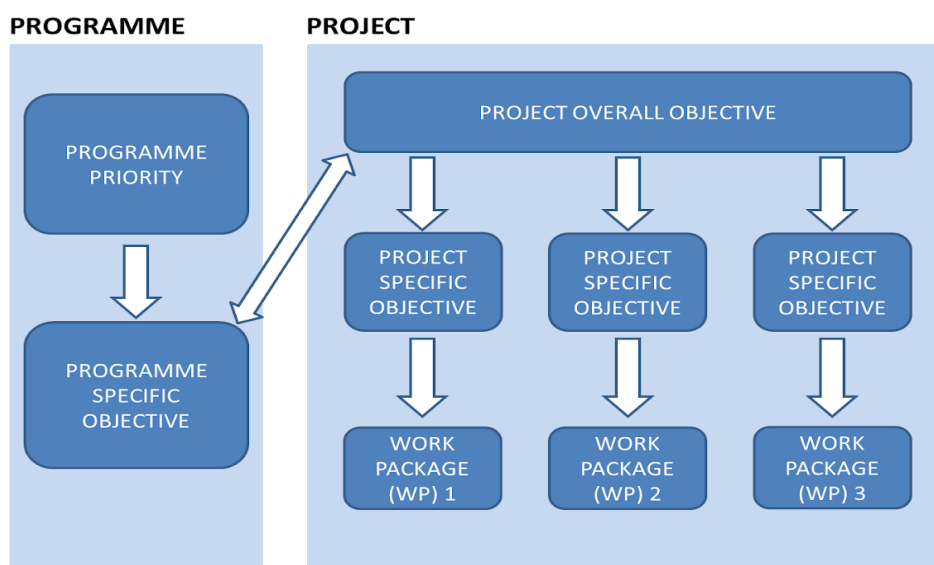 PROGRAMME
PROGRAMME
PRIORITY
PROGRAMME
SPECIFIC
OBJECTIVE
PROJECT
PROJECT OVERALL OBJECTIVE
PROJECT
SPECIFIC
OBJECTIVE
PROJECT
SPECIFIC
OBJECTIVE
PROJECT
SPECIFIC
OBJECTIVE
WORK
PACKAGE
(WP) 1
WORK
PACKAGE
(WP) 2
WORK
PACKAGE
(WP) 3